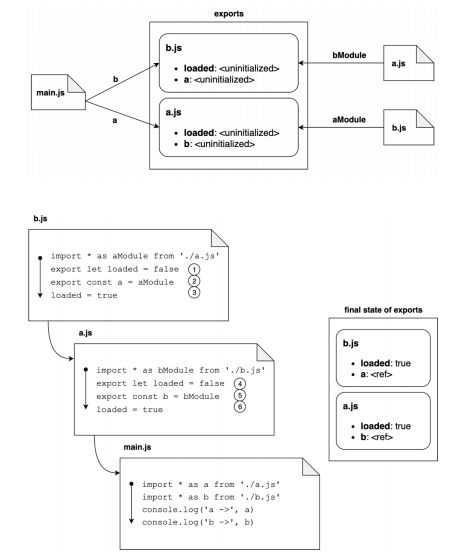 exports
b.js
• loaded: <uninitialized>
• a: <uninitialized>
bModule
a.js
main.js
b
a
a.js
• loaded: <uninitialized>
• b: <uninitialized>
aModule
b.js
b.js
import * as aModule from './a.js'
export let loaded = false 1
export const a = aModule 2
loaded = true 3
a.js
import * as bModule from './b.js'
export let loaded = false 4
export const b = bModule 5
loaded = true 6
main.js
import * as a from './a.js'
import * as b from './b.js'
console.log('a ->', a)
console.log('b ->', b)
final state of exports
b.js
• loaded: true
• a: <ref>
a.js
• loaded: true
• b: <ref>